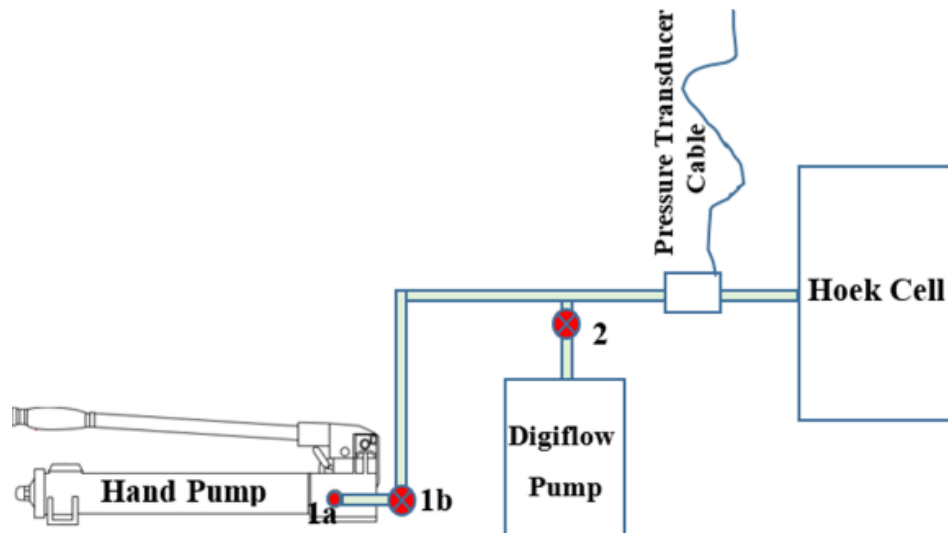 Pressure Transducer
Cable
Hoek Cell
2
Digiflow
Pump
Hand Pump
1a
1b